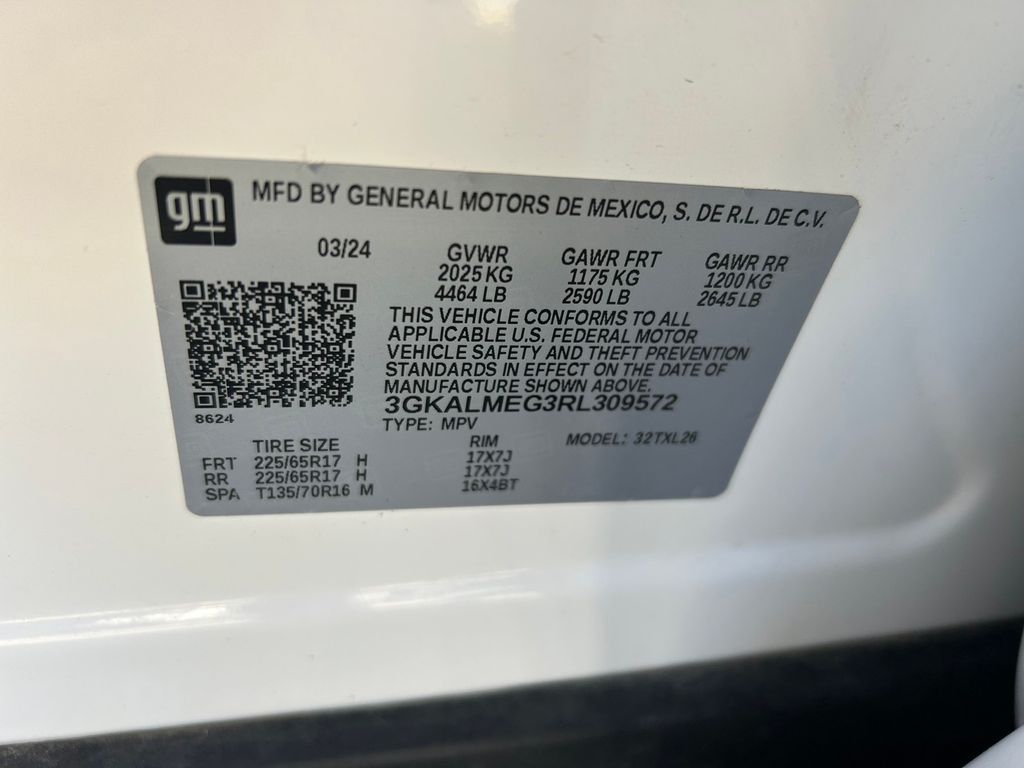 gm MFD BY GENERAL MOTORS DE MEXICO, S. DE R.L. DE C.V.
03/24 GVWR GAWR FRT GAWR RR
2025 KG 1175 KG 1200 KG
4464 LB 2590 LB 2645 LB
THIS VEHICLE CONFORMS TO ALL
APPLICABLE U.S. FEDERAL MOTOR
VEHICLE SAFETY AND THEFT PREVENTION
STANDARDS IN EFFECT ON THE DATE OF
MANUFACTURE SHOWN ABOVE.
3GKALMEG3RL309572
8624
TYPE: MPV MODEL: 32TXL26
TIRE SIZE RIM
FRT 225/65R17 H 17X7J
RR 225/65R17 H 17X7J
SPA T135/70R16 M 16X4BT